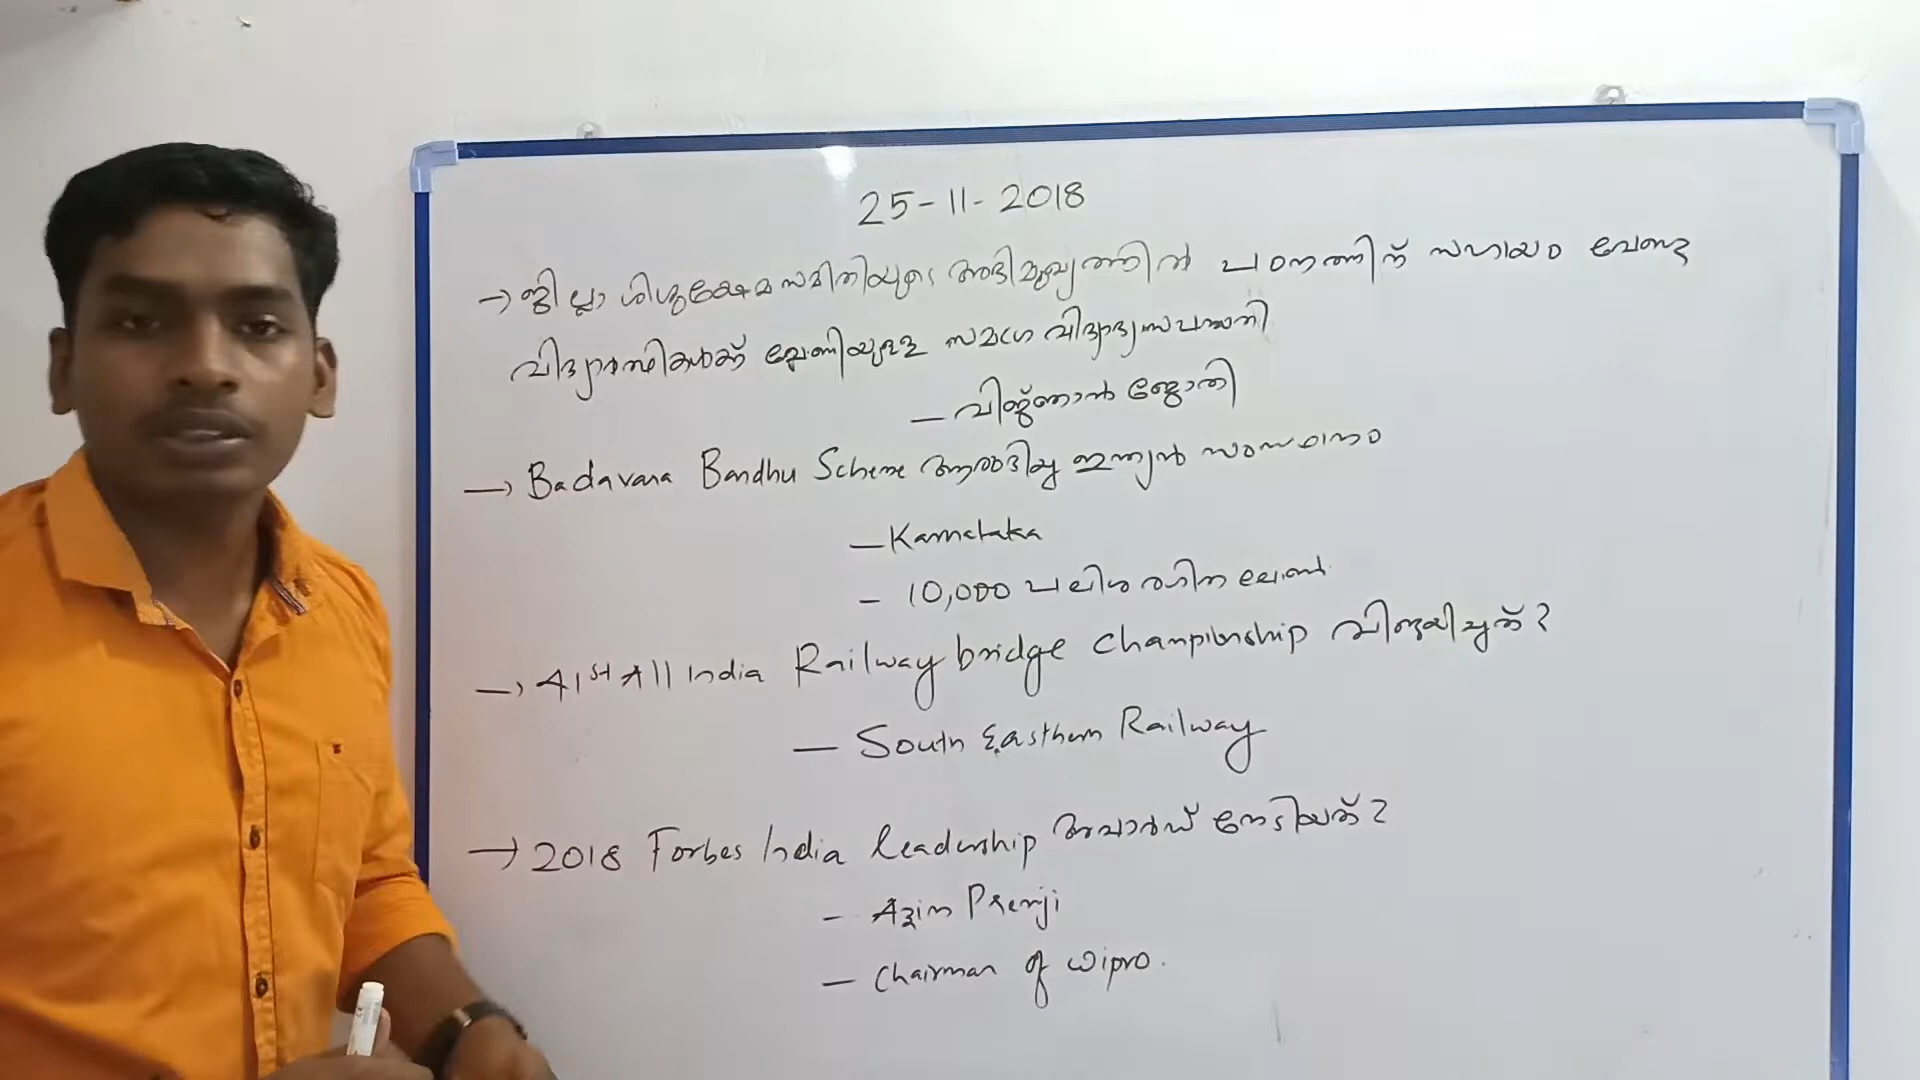 25-11-2018
→ ജില്ലാ ശിശുക്ഷേമസമിതിയുടെ അഭിമുഖ്യത്തിൽ പഠനത്തിന് സഹായം വേണ്ട
വിദ്യാർത്ഥികൾക്ക് വേണ്ടിയുള്ള സമഗ്ര വിദ്യാഭ്യാസപദ്ധതി
— വിജ്ഞാൻ ജ്യോതി
→ Badavara Bandhu Scheme ആരംഭിച്ച ഇന്ത്യൻ സംസ്ഥാനം
— Karnataka
- 10,000 പലിശ രഹിത ലോൺ
→ 41st All India Railway bridge Championship വിജയിച്ചത്?
— South Easthern Railway
→ 2018 Forbes India leadership അവാർഡ് നേടിയത്?
- Azim Premji
- Chairman of wipro.